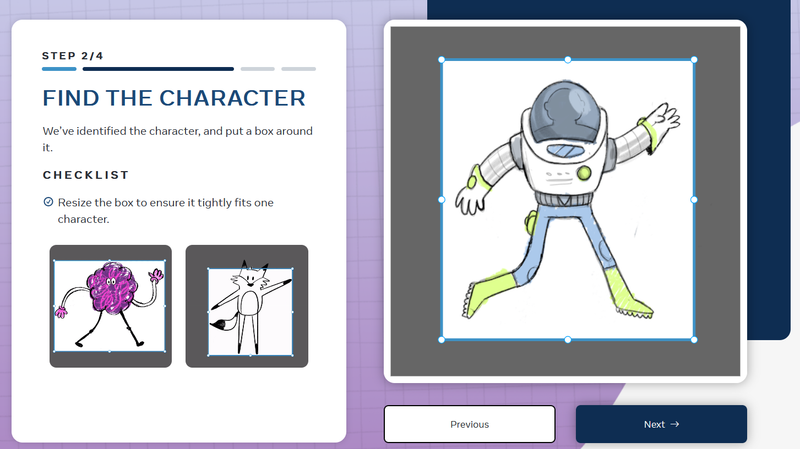 STEP 2/4
FIND THE CHARACTER
We've identified the character, and put a box around
it.
CHECKLIST
Resize the box to ensure it tightly fits one
character.
Previous
Next →